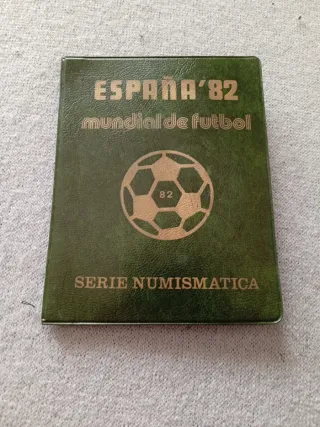 ESPAÑA'82
mundial de futbol
82
SERIE NUMISMATICA